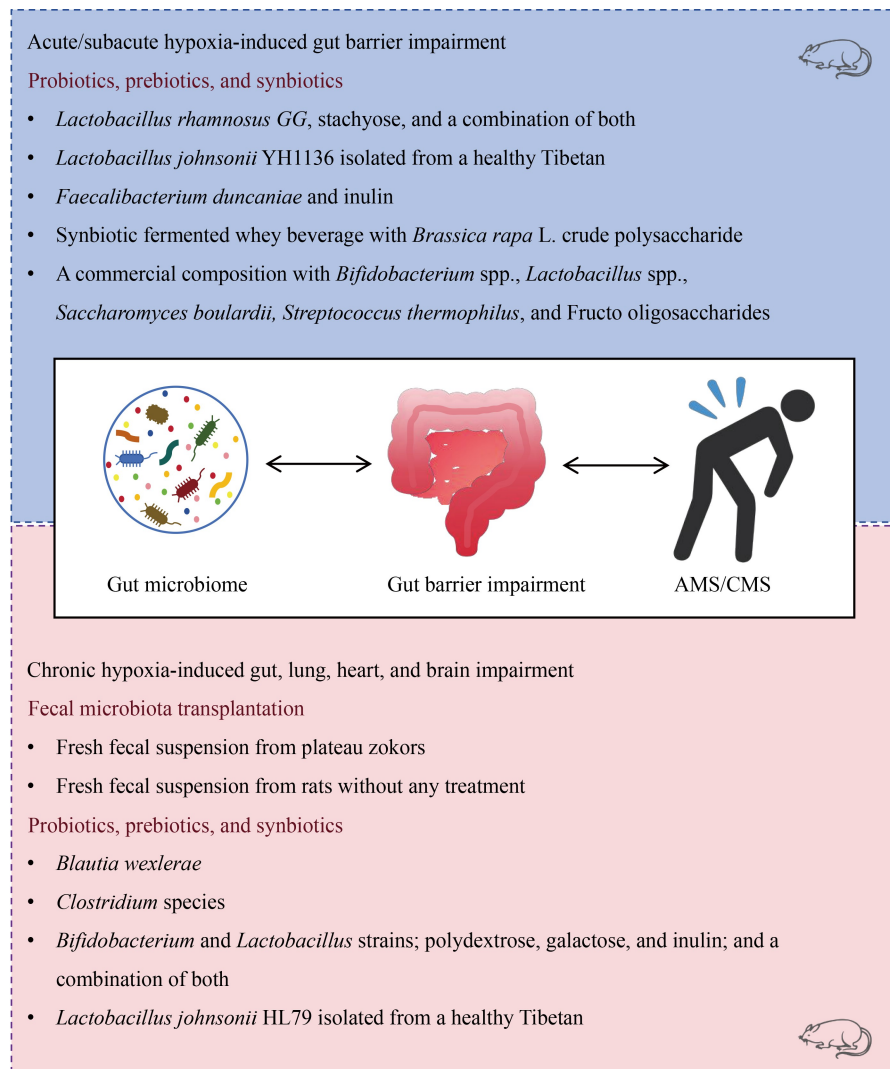 Acute/subacute hypoxia-induced gut barrier impairment
Probiotics, prebiotics, and synbiotics
• Lactobacillus rhamnosus GG, stachyose, and a combination of both
• Lactobacillus johnsonii YH1136 isolated from a healthy Tibetan
• Faecalibacterium duncaniae and inulin
• Synbiotic fermented whey beverage with Brassica rapa L. crude polysaccharide
• A commercial composition with Bifidobacterium spp., Lactobacillus spp.,
Saccharomyces boulardii, Streptococcus thermophilus, and Fructo oligosaccharides
Gut microbiome
Gut barrier impairment
AMS/CMS
Chronic hypoxia-induced gut, lung, heart, and brain impairment
Fecal microbiota transplantation
• Fresh fecal suspension from plateau zokors
• Fresh fecal suspension from rats without any treatment
Probiotics, prebiotics, and synbiotics
• Blautia wexlerae
• Clostridium species
• Bifidobacterium and Lactobacillus strains; polydextrose, galactose, and inulin; and a
combination of both
• Lactobacillus johnsonii HL79 isolated from a healthy Tibetan